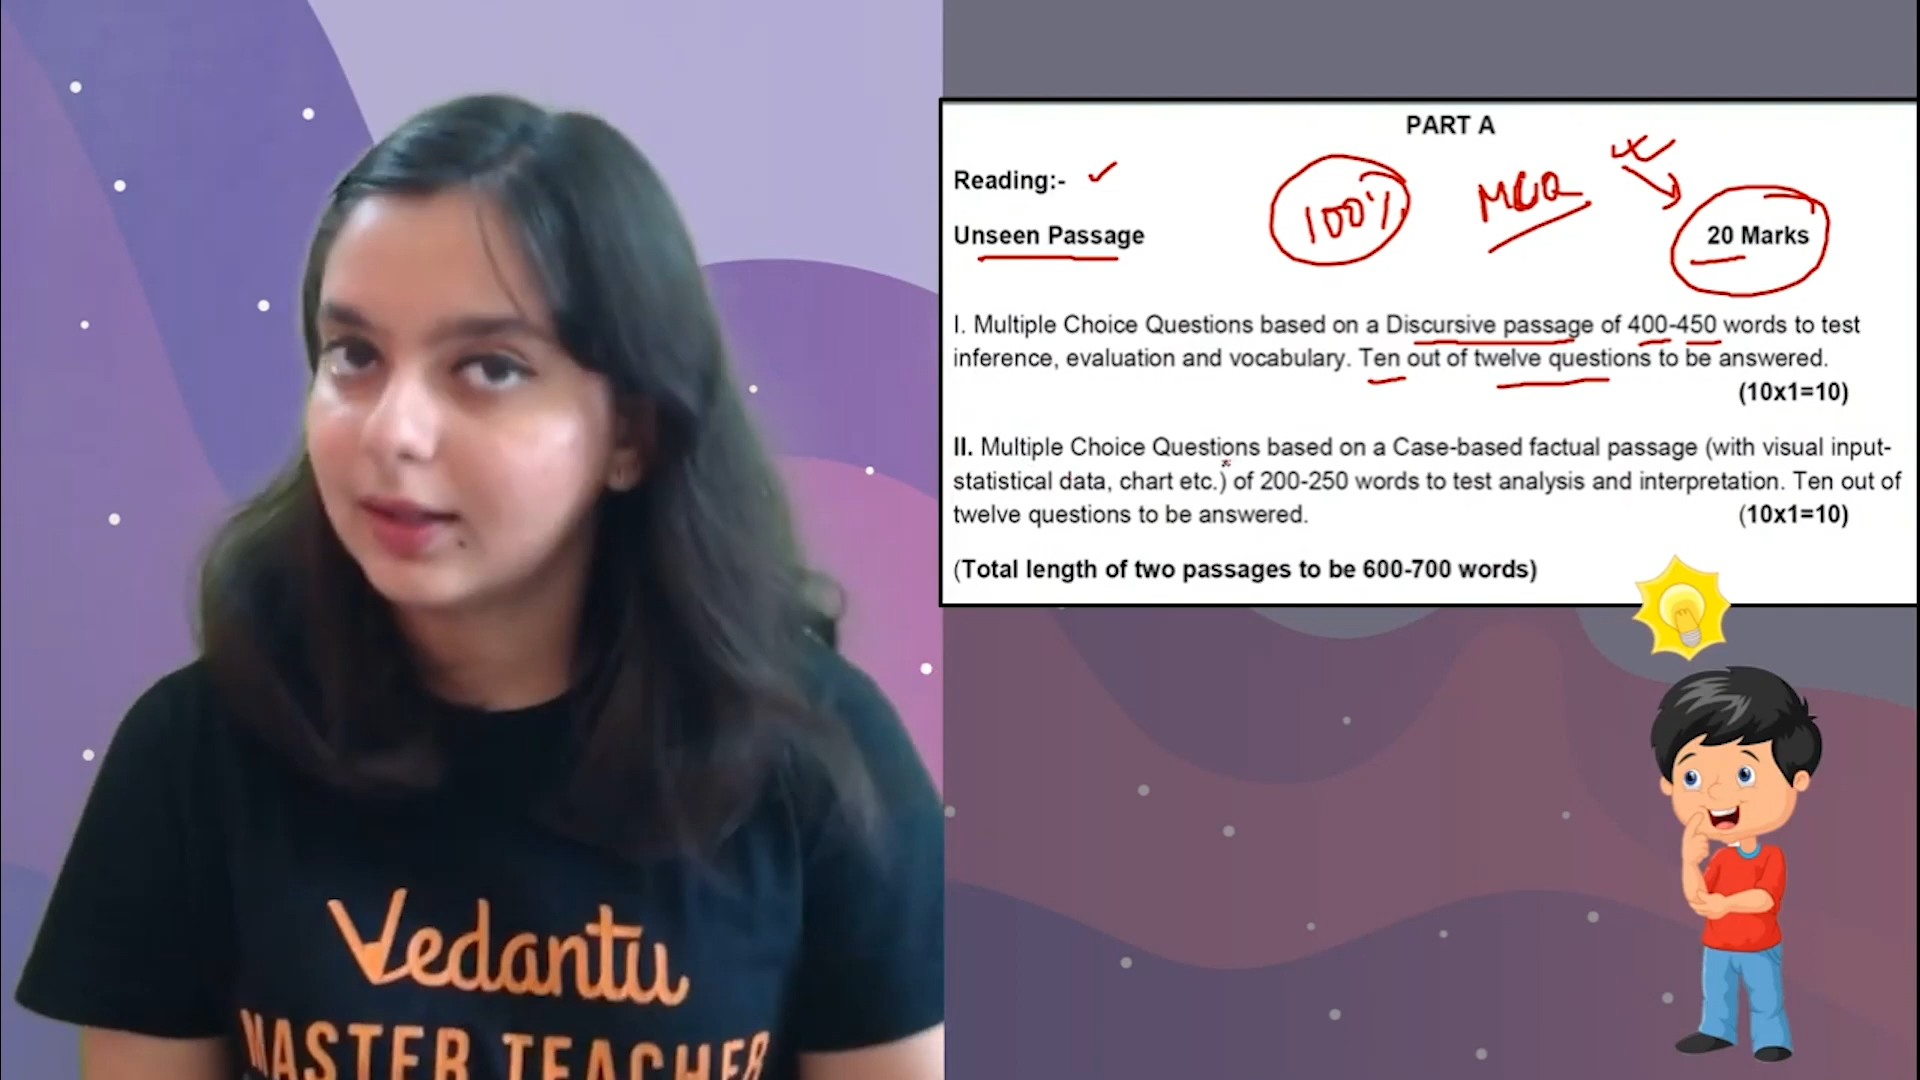 PART A
Reading:-
100% MCQ
Unseen Passage
20 Marks
I. Multiple Choice Questions based on a Discursive passage of 400-450 words to test
inference, evaluation and vocabulary. Ten out of twelve questions to be answered.
(10x1=10)
II. Multiple Choice Questions based on a Case-based factual passage (with visual input-
statistical data, chart etc.) of 200-250 words to test analysis and interpretation. Ten out of
twelve questions to be answered. (10x1=10)
(Total length of two passages to be 600-700 words)
Vedantu
MASTER TEACHER